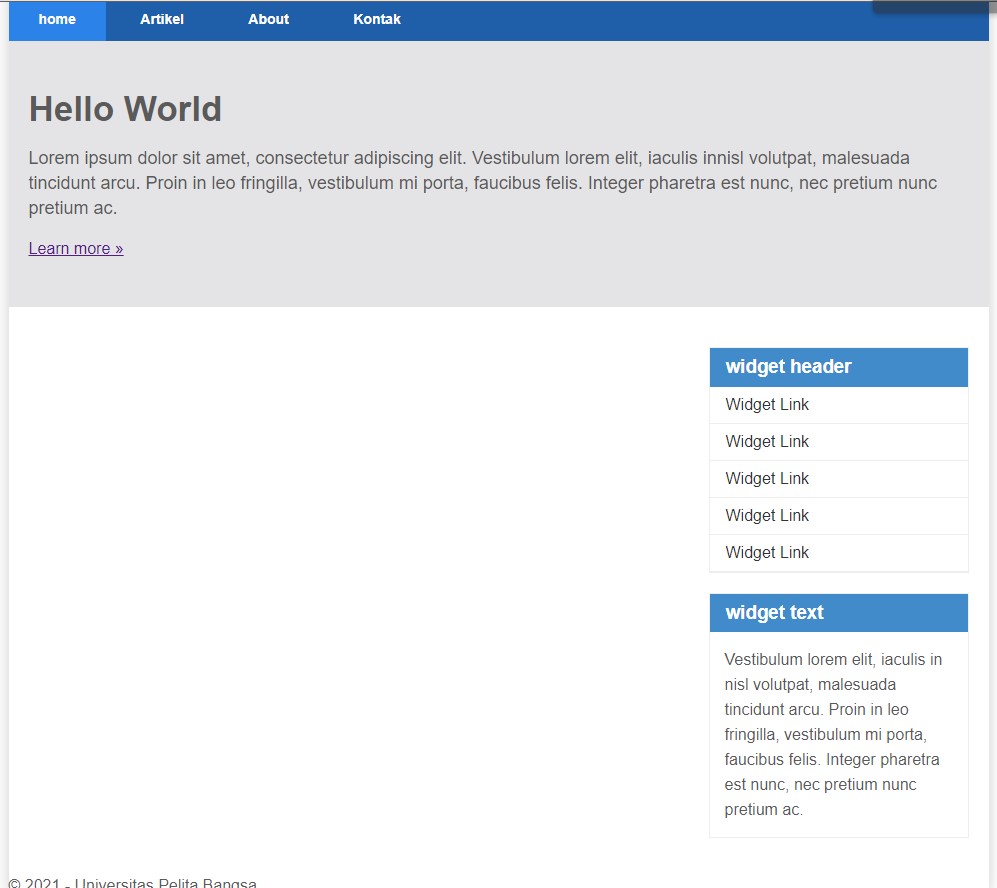 home Artikel About Kontak
Hello World
Lorem ipsum dolor sit amet, consectetur adipiscing elit. Vestibulum lorem elit, iaculis innisl volutpat, malesuada
tincidunt arcu. Proin in leo fringilla, vestibulum mi porta, faucibus felis. Integer pharetra est nunc, nec pretium nunc
pretium ac.
Learn more »
widget header
Widget Link
Widget Link
Widget Link
Widget Link
Widget Link
widget text
Vestibulum lorem elit, iaculis in
nisl volutpat, malesuada
tincidunt arcu. Proin in leo
fringilla, vestibulum mi porta,
faucibus felis. Integer pharetra
est nunc, nec pretium nunc
pretium ac.
© 2021 - Universitas Pelita Bangsa